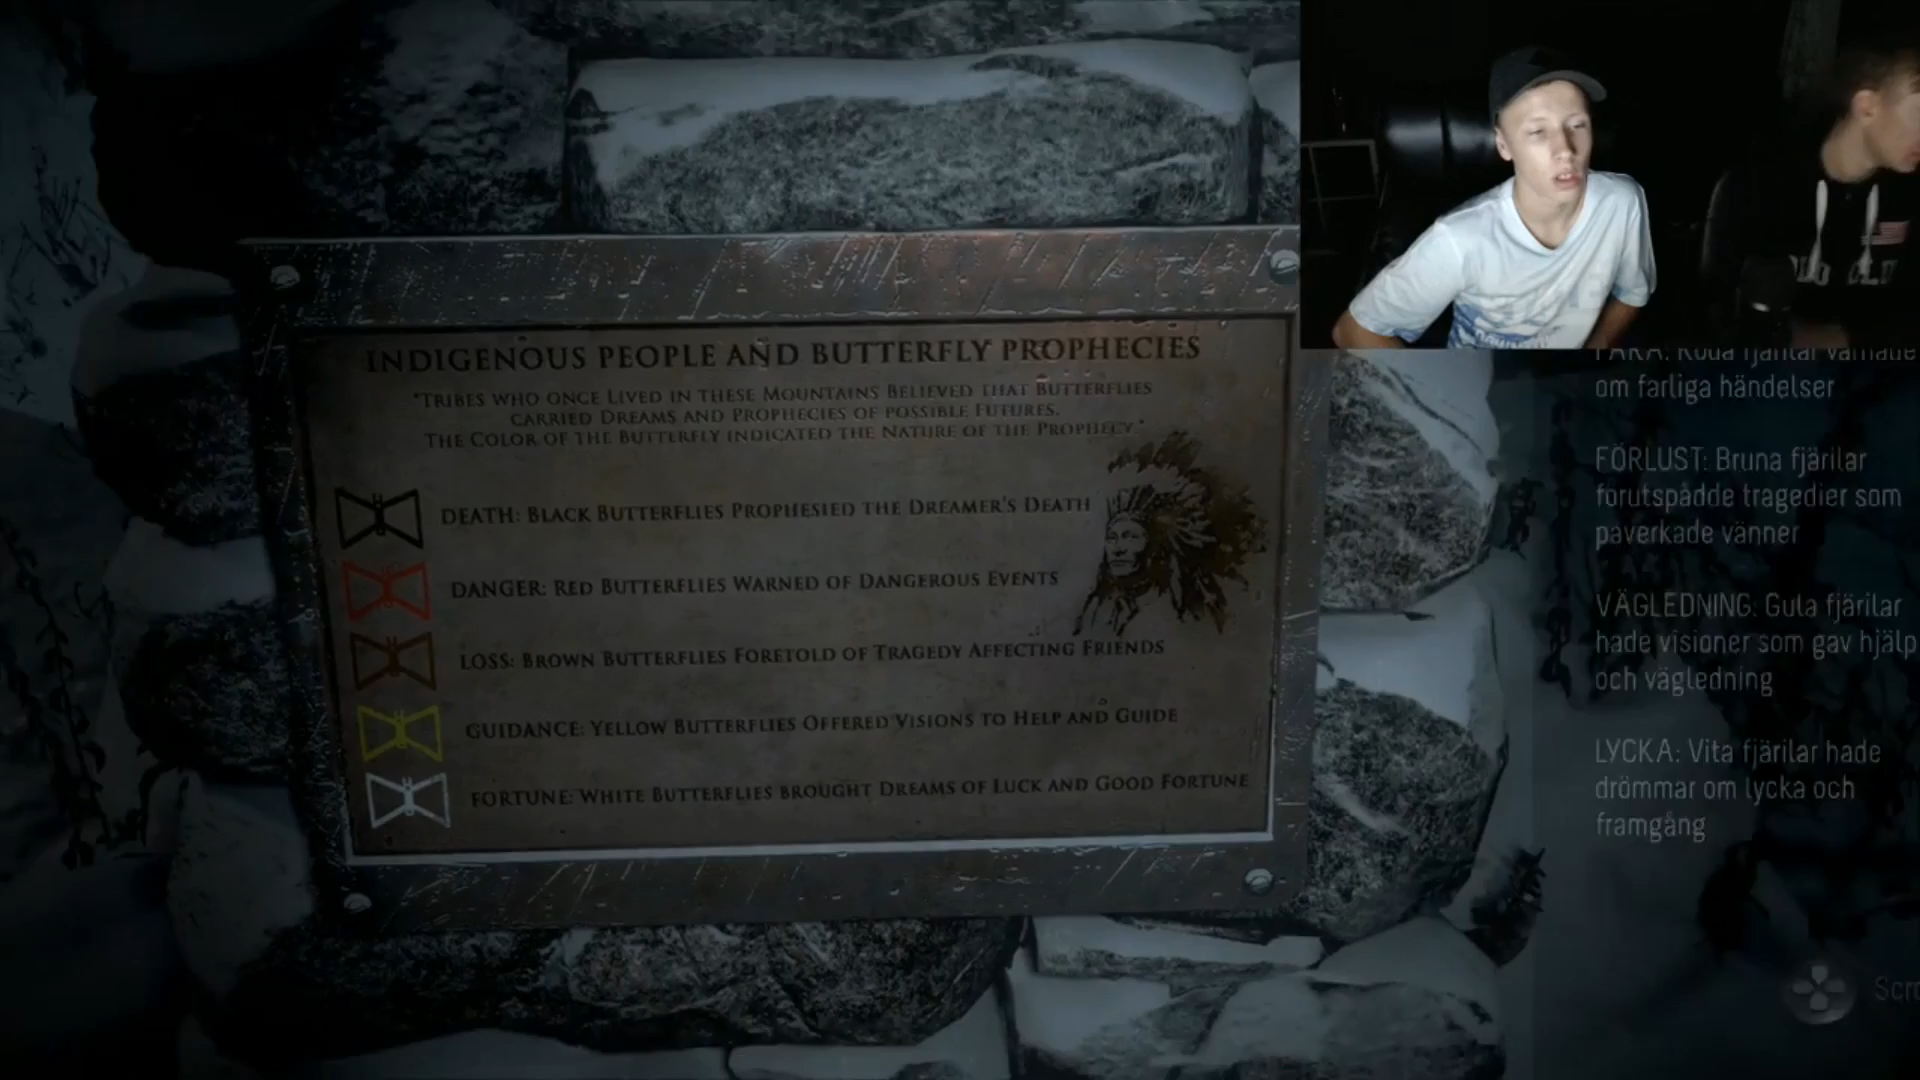 INDIGENOUS PEOPLE AND BUTTERFLY PROPHECIES
"TRIBES WHO ONCE LIVED IN THESE MOUNTAINS BELIEVED THAT BUTTERFLIES
CARRIED DREAMS AND PROPHECIES OF POSSIBLE FUTURES.
THE COLOR OF THE BUTTERFLY INDICATED THE NATURE OF THE PROPHECY."
DEATH: BLACK BUTTERFLIES PROPHESIED THE DREAMER'S DEATH
DANGER: RED BUTTERFLIES WARNED OF DANGEROUS EVENTS
LOSS: BROWN BUTTERFLIES FORETOLD OF TRAGEDY AFFECTING FRIENDS
GUIDANCE: YELLOW BUTTERFLIES OFFERED VISIONS TO HELP AND GUIDE
FORTUNE: WHITE BUTTERFLIES BROUGHT DREAMS OF LUCK AND GOOD FORTUNE
FARA: Röda fjärilar varnade
om farliga händelser
FÖRLUST: Bruna fjärilar
förutspådde tragedier som
påverkade vänner
VÄGLEDNING: Gula fjärilar
hade visioner som gav hjälp
och vägledning
LYCKA: Vita fjärilar hade
drömmar om lycka och
framgång